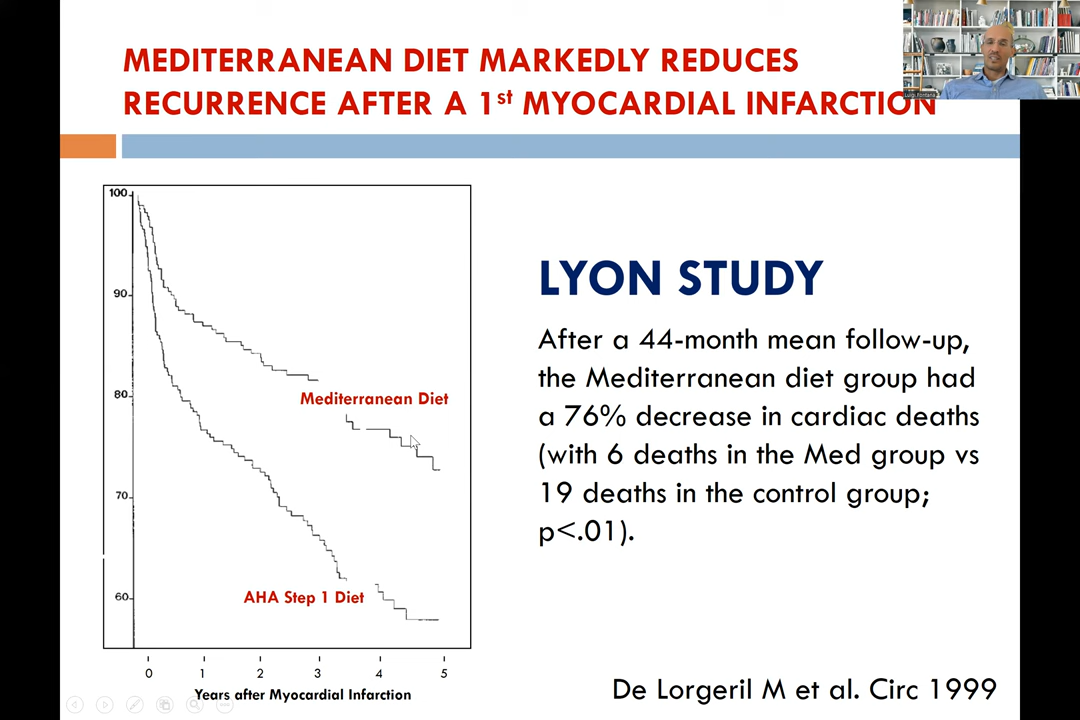 MEDITERRANEAN DIET MARKEDLY REDUCES
RECURRENCE AFTER A 1st MYOCARDIAL INFARCTION
Luigi Fontana
100
90
80
70
60
Mediterranean Diet
AHA Step 1 Diet
0 1 2 3 4 5
Years after Myocardial Infarction
LYON STUDY
After a 44-month mean follow-up,
the Mediterranean diet group had
a 76% decrease in cardiac deaths
(with 6 deaths in the Med group vs
19 deaths in the control group;
p<.01).
De Lorgeril M et al. Circ 1999